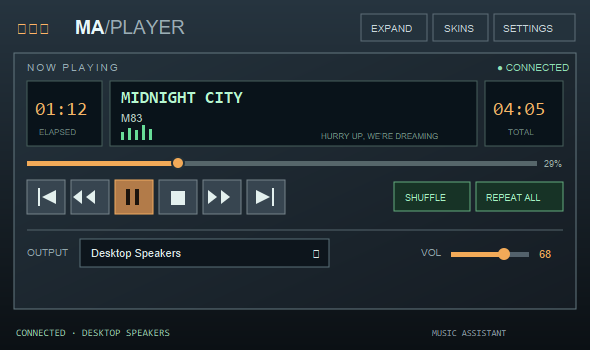 MA/PLAYER
EXPAND
SKINS
SETTINGS
NOW PLAYING
CONNECTED
01:12
ELAPSED
MIDNIGHT CITY
M83
HURRY UP, WE'RE DREAMING
04:05
TOTAL
29%
SHUFFLE
REPEAT ALL
OUTPUT
Desktop Speakers
VOL
68
CONNECTED · DESKTOP SPEAKERS
MUSIC ASSISTANT